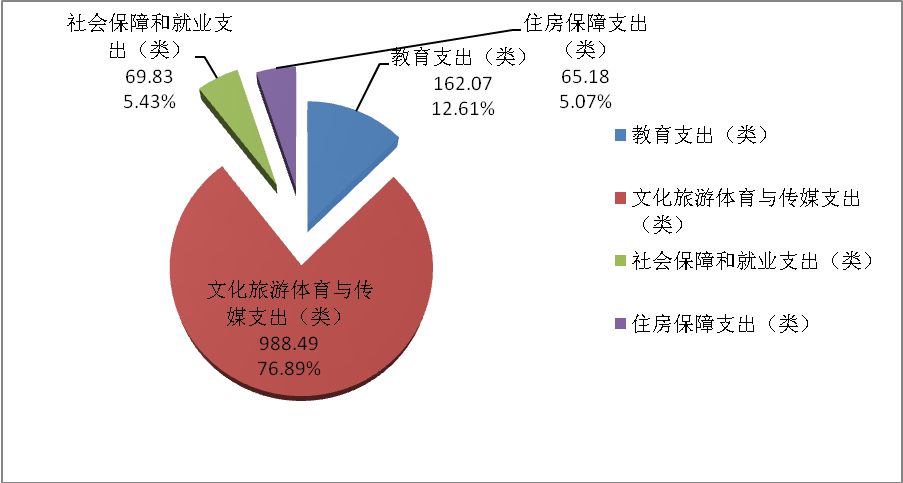 社会保障和就业支
出（类）
69.83
5.43%
住房保障支出
（类）
65.18
5.07%
教育支出（类）
162.07
12.61%
文化旅游体育与传
媒支出（类）
988.49
76.89%
教育支出（类）
文化旅游体育与传媒支出
（类）
社会保障和就业支出（类）
住房保障支出（类）